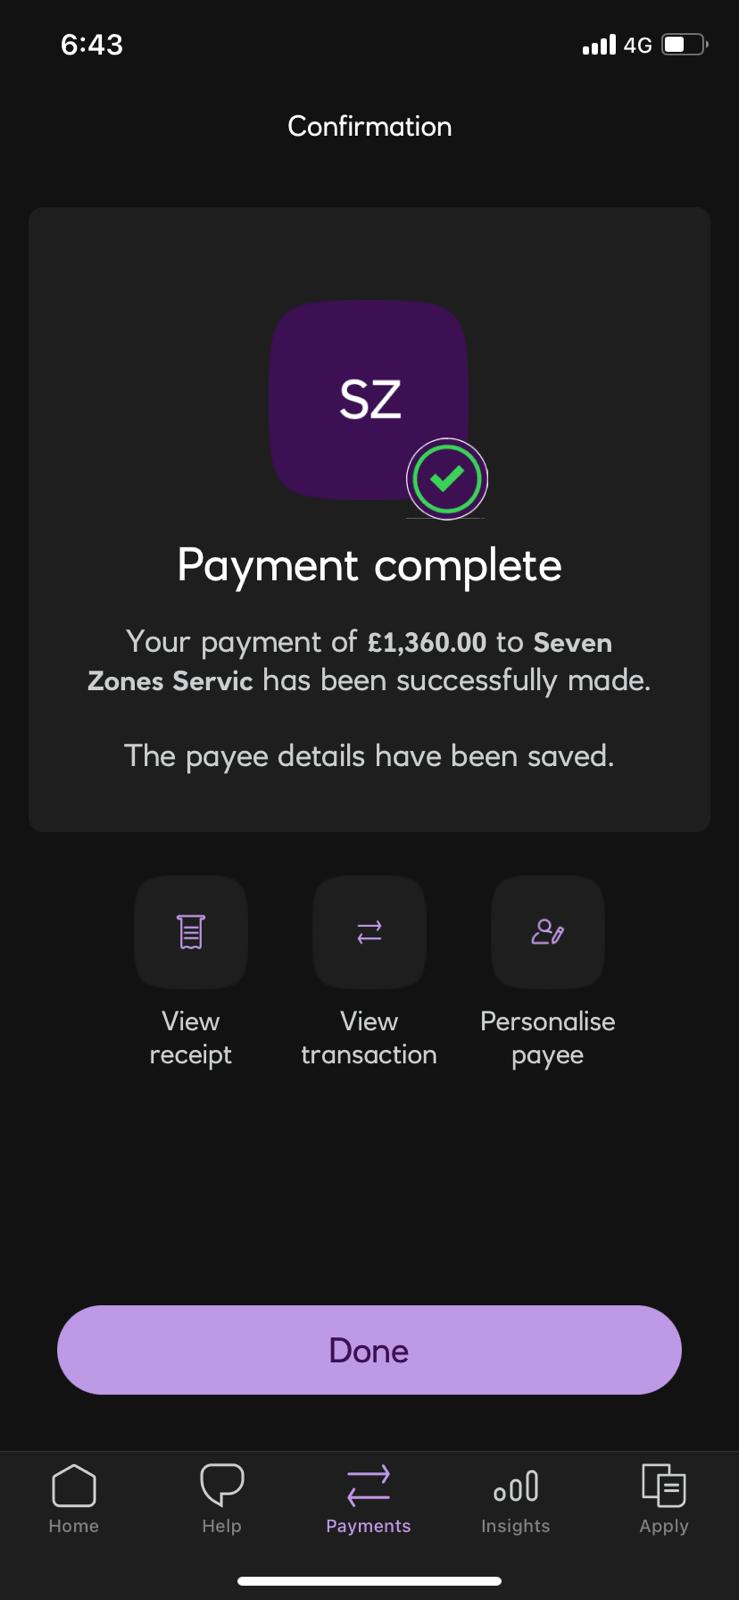 6:43 4G
Confirmation
SZ
Payment complete
Your payment of £1,360.00 to Seven
Zones Servic has been successfully made.
The payee details have been saved.
View
receipt
View
transaction
Personalise
payee
Done
Home Help Payments Insights Apply